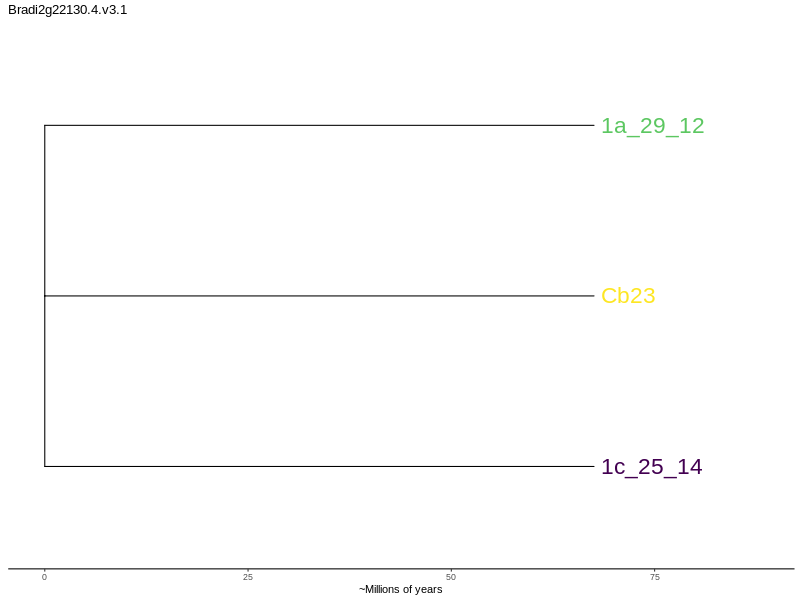 Bradi2g22130.4.v3.1
1a_29_12
Cb23
1c_25_14
0 25 50 75
~Millions of years